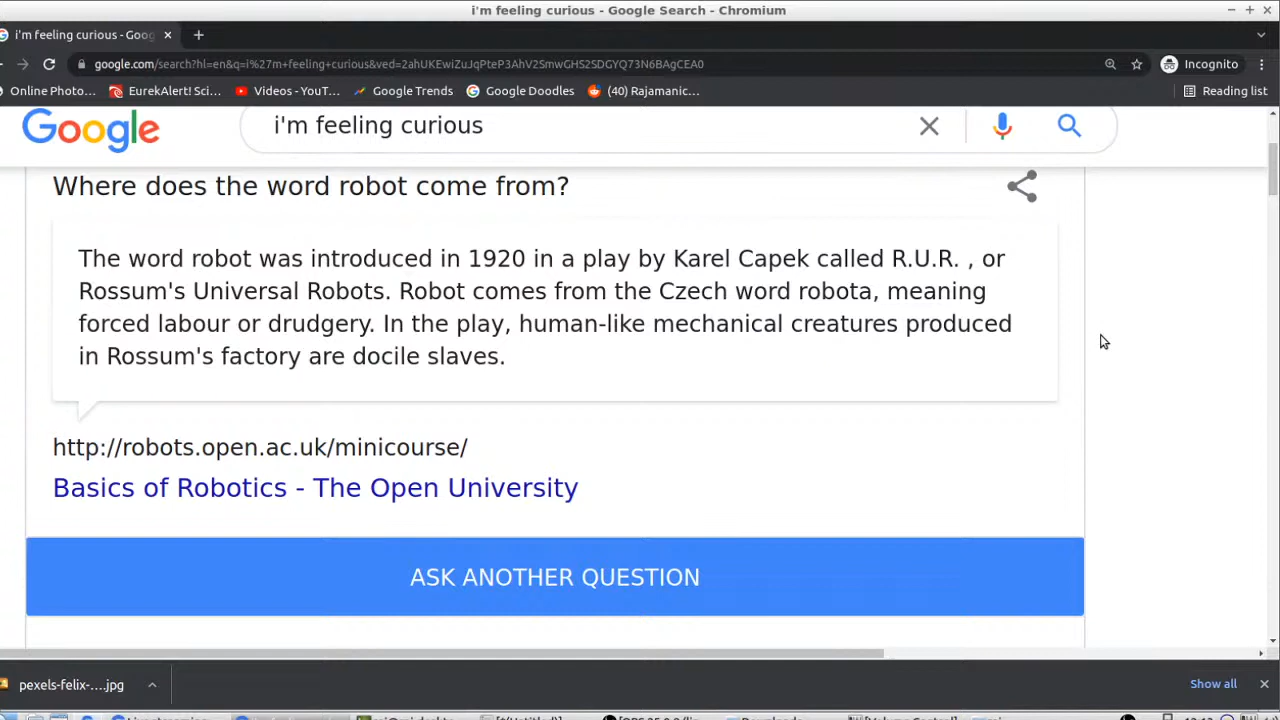 i'm feeling curious - Google Search - Chromium
i'm feeling curious - Goog
google.com/search?hl=en&q=i%27m+feeling+curious&ved=2ahUKEwiZuJqPteP3AhV2SmwGHS2SDGYQ73N6BAgCEA0
Incognito
Online Photo... EurekAlert! Sci... Videos - YouT... Google Trends Google Doodles (40) Rajamanic... Reading list
Google i'm feeling curious
Where does the word robot come from?
The word robot was introduced in 1920 in a play by Karel Capek called R.U.R. , or
Rossum's Universal Robots. Robot comes from the Czech word robota, meaning
forced labour or drudgery. In the play, human-like mechanical creatures produced
in Rossum's factory are docile slaves.
http://robots.open.ac.uk/minicourse/
Basics of Robotics - The Open University
ASK ANOTHER QUESTION
pexels-felix-....jpg Show all